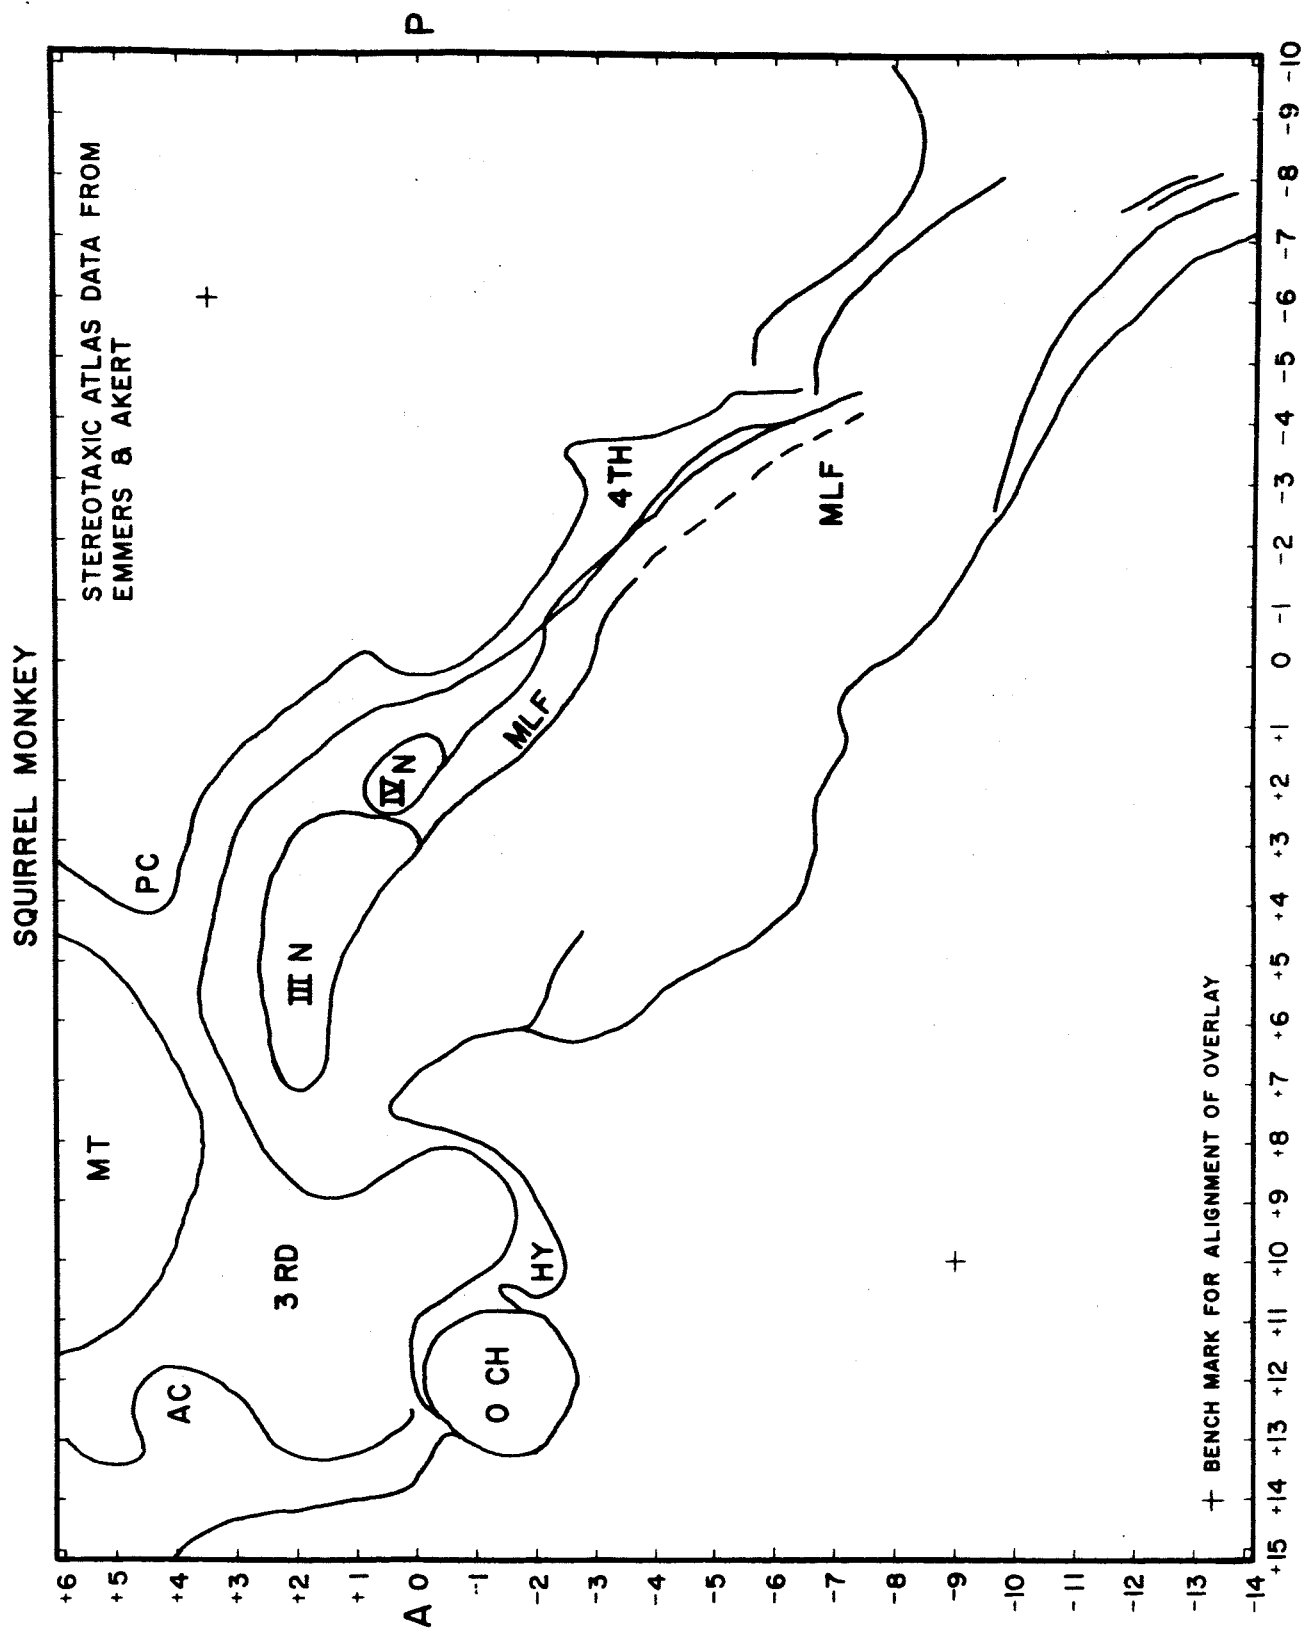 SQUIRREL MONKEY
STEREOTAXIC ATLAS DATA FROM
EMMERS & AKERT
MT
PC
AC
3RD
III N
IV N
MLF
4TH
MLF
HY
O CH
A
P
+ BENCH MARK FOR ALIGNMENT OF OVERLAY
+6
+5
+4
+3
+2
+1
0
-1
-2
-3
-4
-5
-6
-7
-8
-9
-10
-11
-12
-13
-14
+15 +14 +13 +12 +11 +10 +9 +8 +7 +6 +5 +4 +3 +2 +1 0 -1 -2 -3 -4 -5 -6 -7 -8 -9 -10